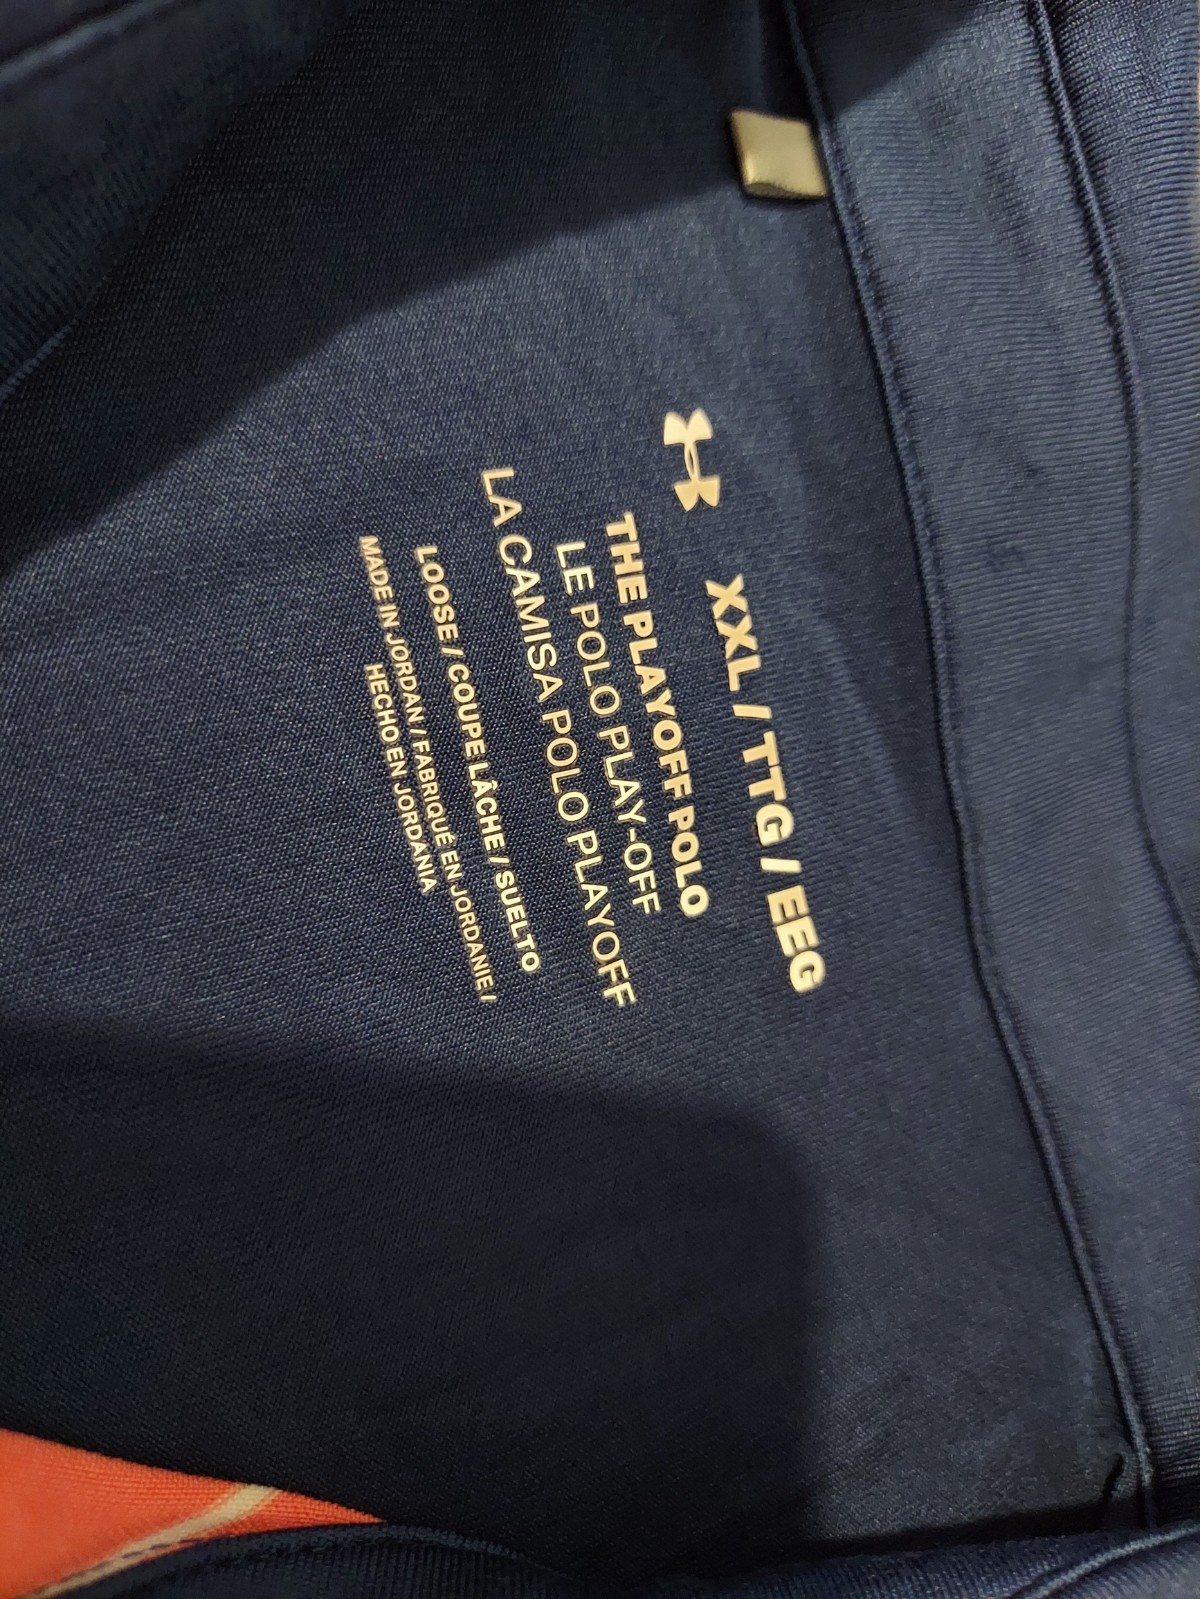 XXL / TTG / EEG
THE PLAYOFF POLO
LE POLO PLAY-OFF
LA CAMISA POLO PLAYOFF
LOOSE / COUPE LÂCHE / SUELTO
MADE IN JORDAN / FABRIQUÉ EN JORDANIE /
HECHO EN JORDANIA